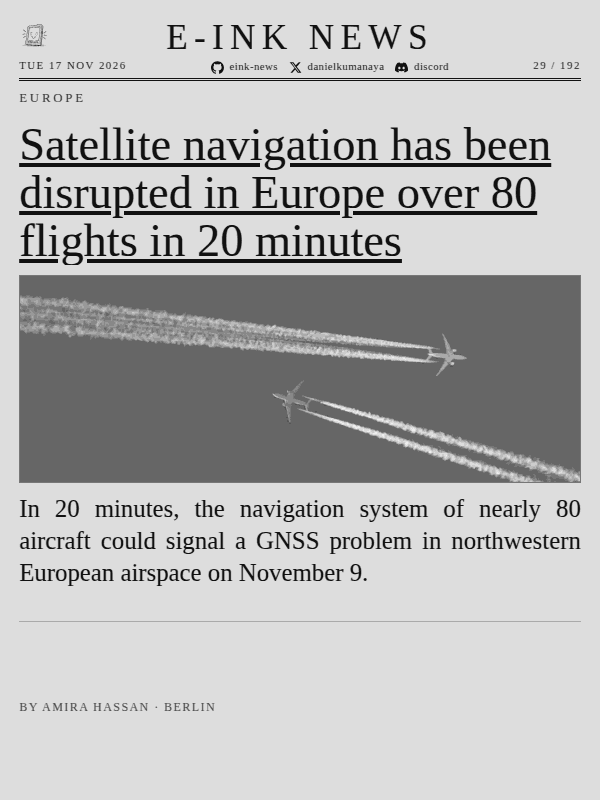 E-INK NEWS
TUE 17 NOV 2026
eink-news danielkumanaya discord
29 / 192
EUROPE
Satellite navigation has been
disrupted in Europe over 80
flights in 20 minutes
In 20 minutes, the navigation system of nearly 80
aircraft could signal a GNSS problem in northwestern
European airspace on November 9.
BY AMIRA HASSAN · BERLIN